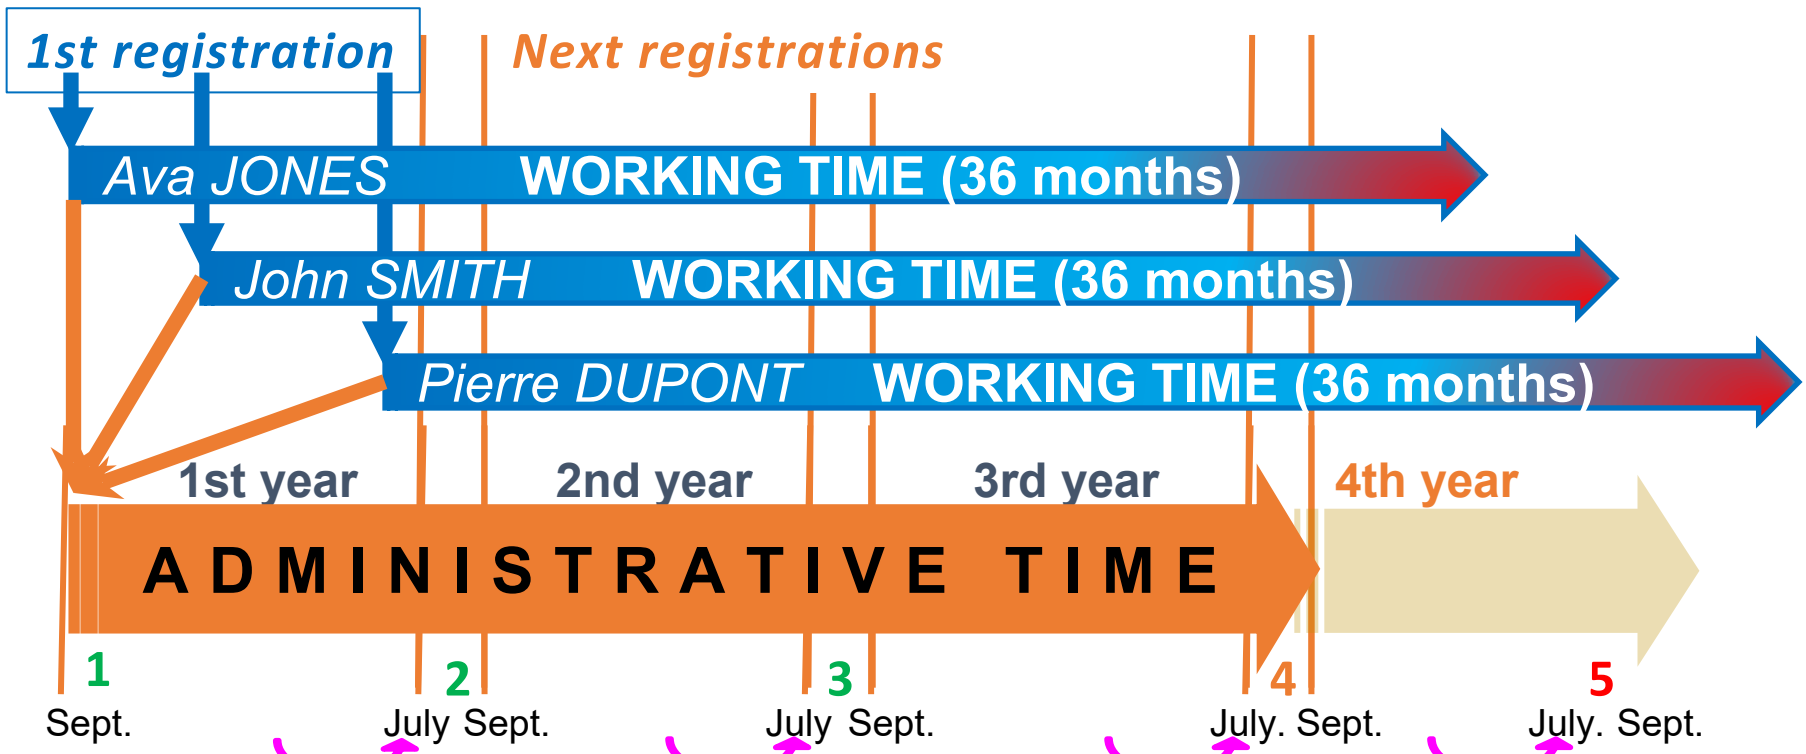 1st registration
Next registrations
Ava JONES WORKING TIME (36 months)
John SMITH WORKING TIME (36 months)
Pierre DUPONT WORKING TIME (36 months)
1st year 2nd year 3rd year 4th year
ADMINISTRATIVE TIME
1 2 3 4 5
Sept. July Sept. July Sept. July. Sept. July. Sept.